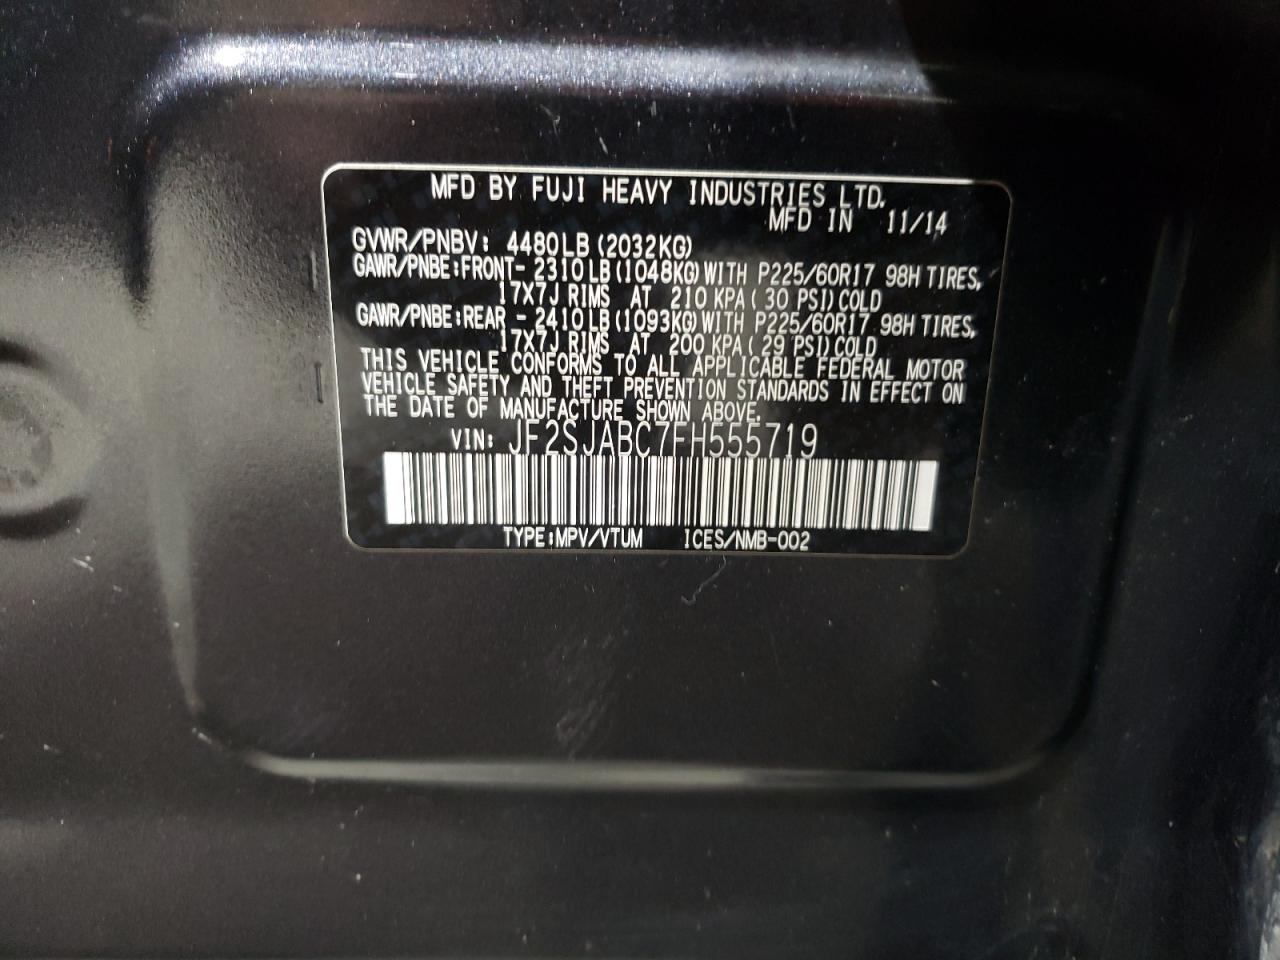 MFD BY FUJI HEAVY INDUSTRIES LTD.
MFD IN 11/14
GVWR/PNBV: 4480LB(2032KG)
GAWR/PNBE:FRONT- 2310LB(1048KG)WITH P225/60R17 98H TIRES,
17X7J RIMS AT 210 KPA( 30 PSI)COLD
GAWR/PNBE:REAR - 2410LB(1093KG)WITH P225/60R17 98H TIRES,
17X7J RIMS AT 200 KPA( 29 PSI)COLD
THIS VEHICLE CONFORMS TO ALL APPLICABLE FEDERAL MOTOR
VEHICLE SAFETY AND THEFT PREVENTION STANDARDS IN EFFECT ON
THE DATE OF MANUFACTURE SHOWN ABOVE.
VIN: JF2SJABC7FH555719
TYPE:MPV/VTUM ICES/NMB-002